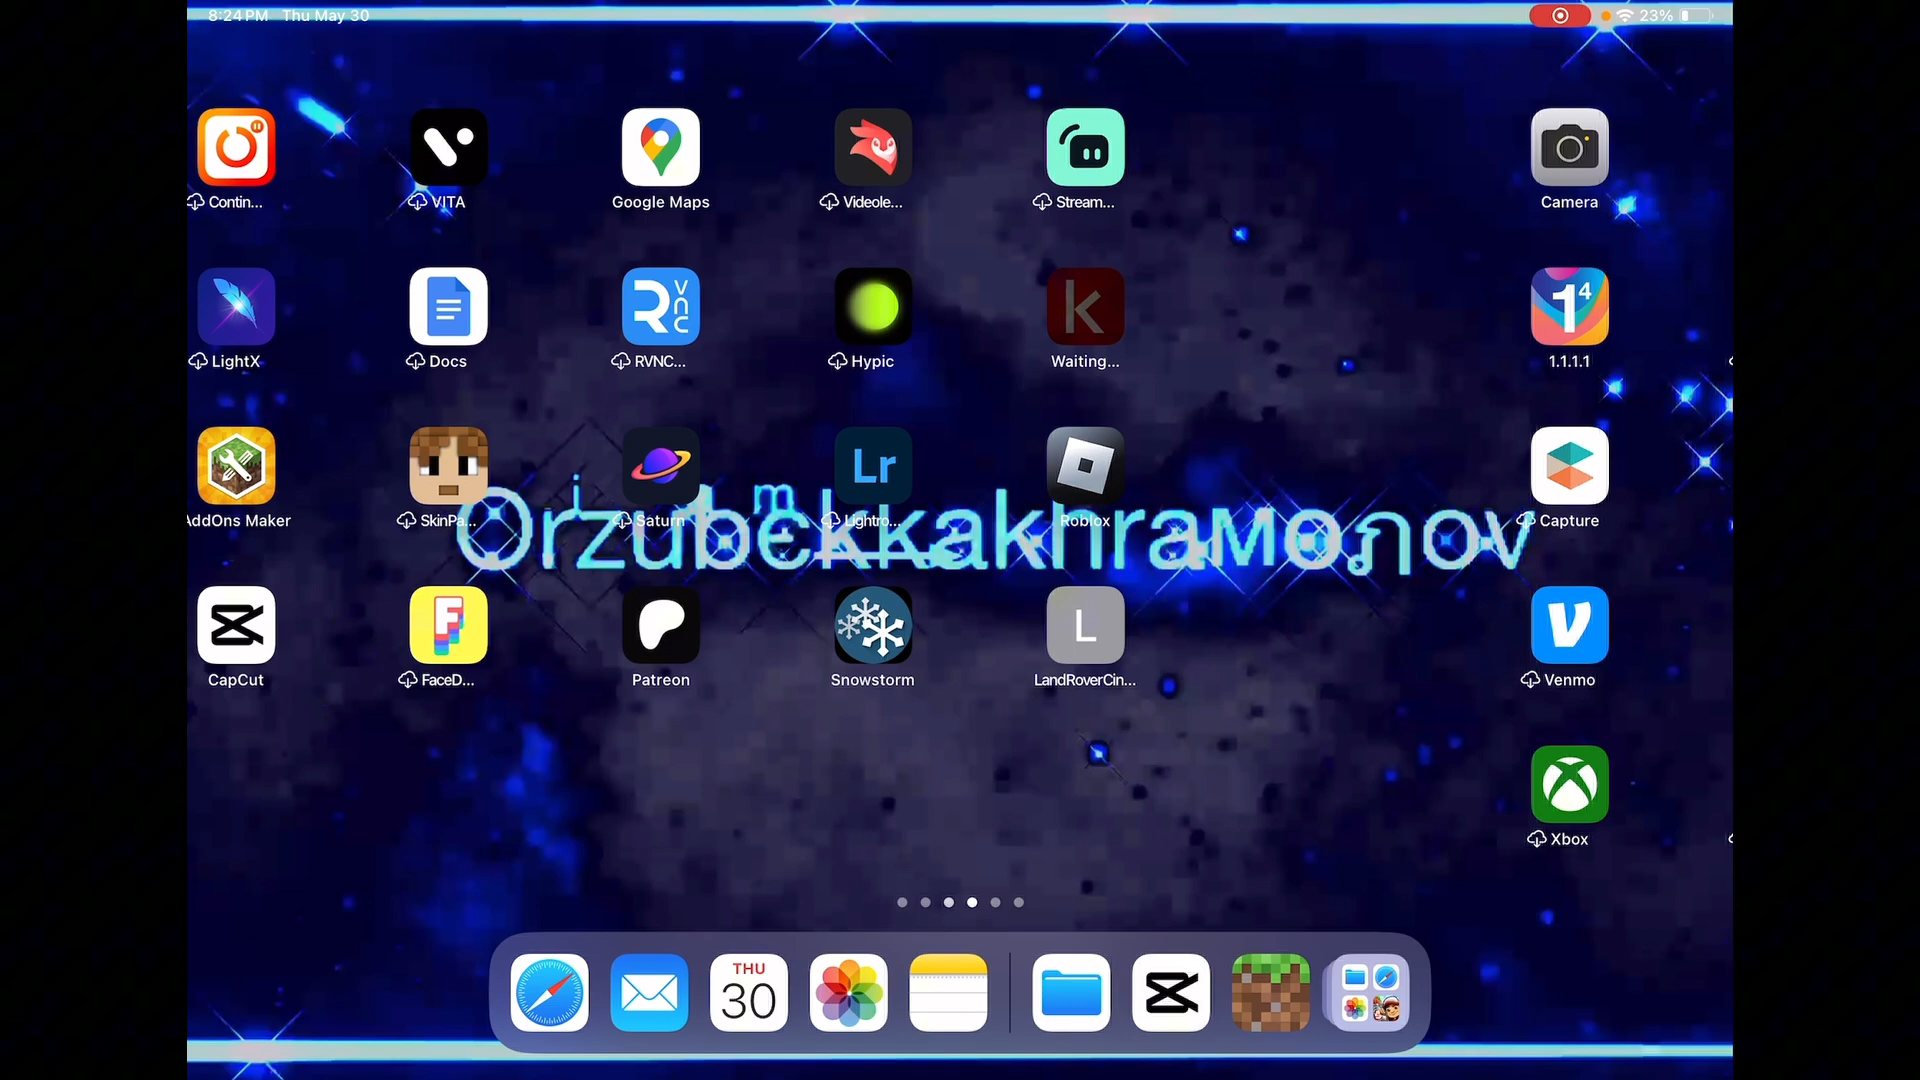 8:24 PM Thu May 30
23%
Contin...
VITA
Google Maps
Videole...
Stream...
Camera
LightX
Docs
RVNC...
Hypic
Waiting...
1.1.1.1
AddOns Maker
SkinPa...
Saturn
Lightro...
Roblox
Capture
CapCut
FaceD...
Patreon
Snowstorm
LandRoverCin...
Venmo
Xbox
THU
30